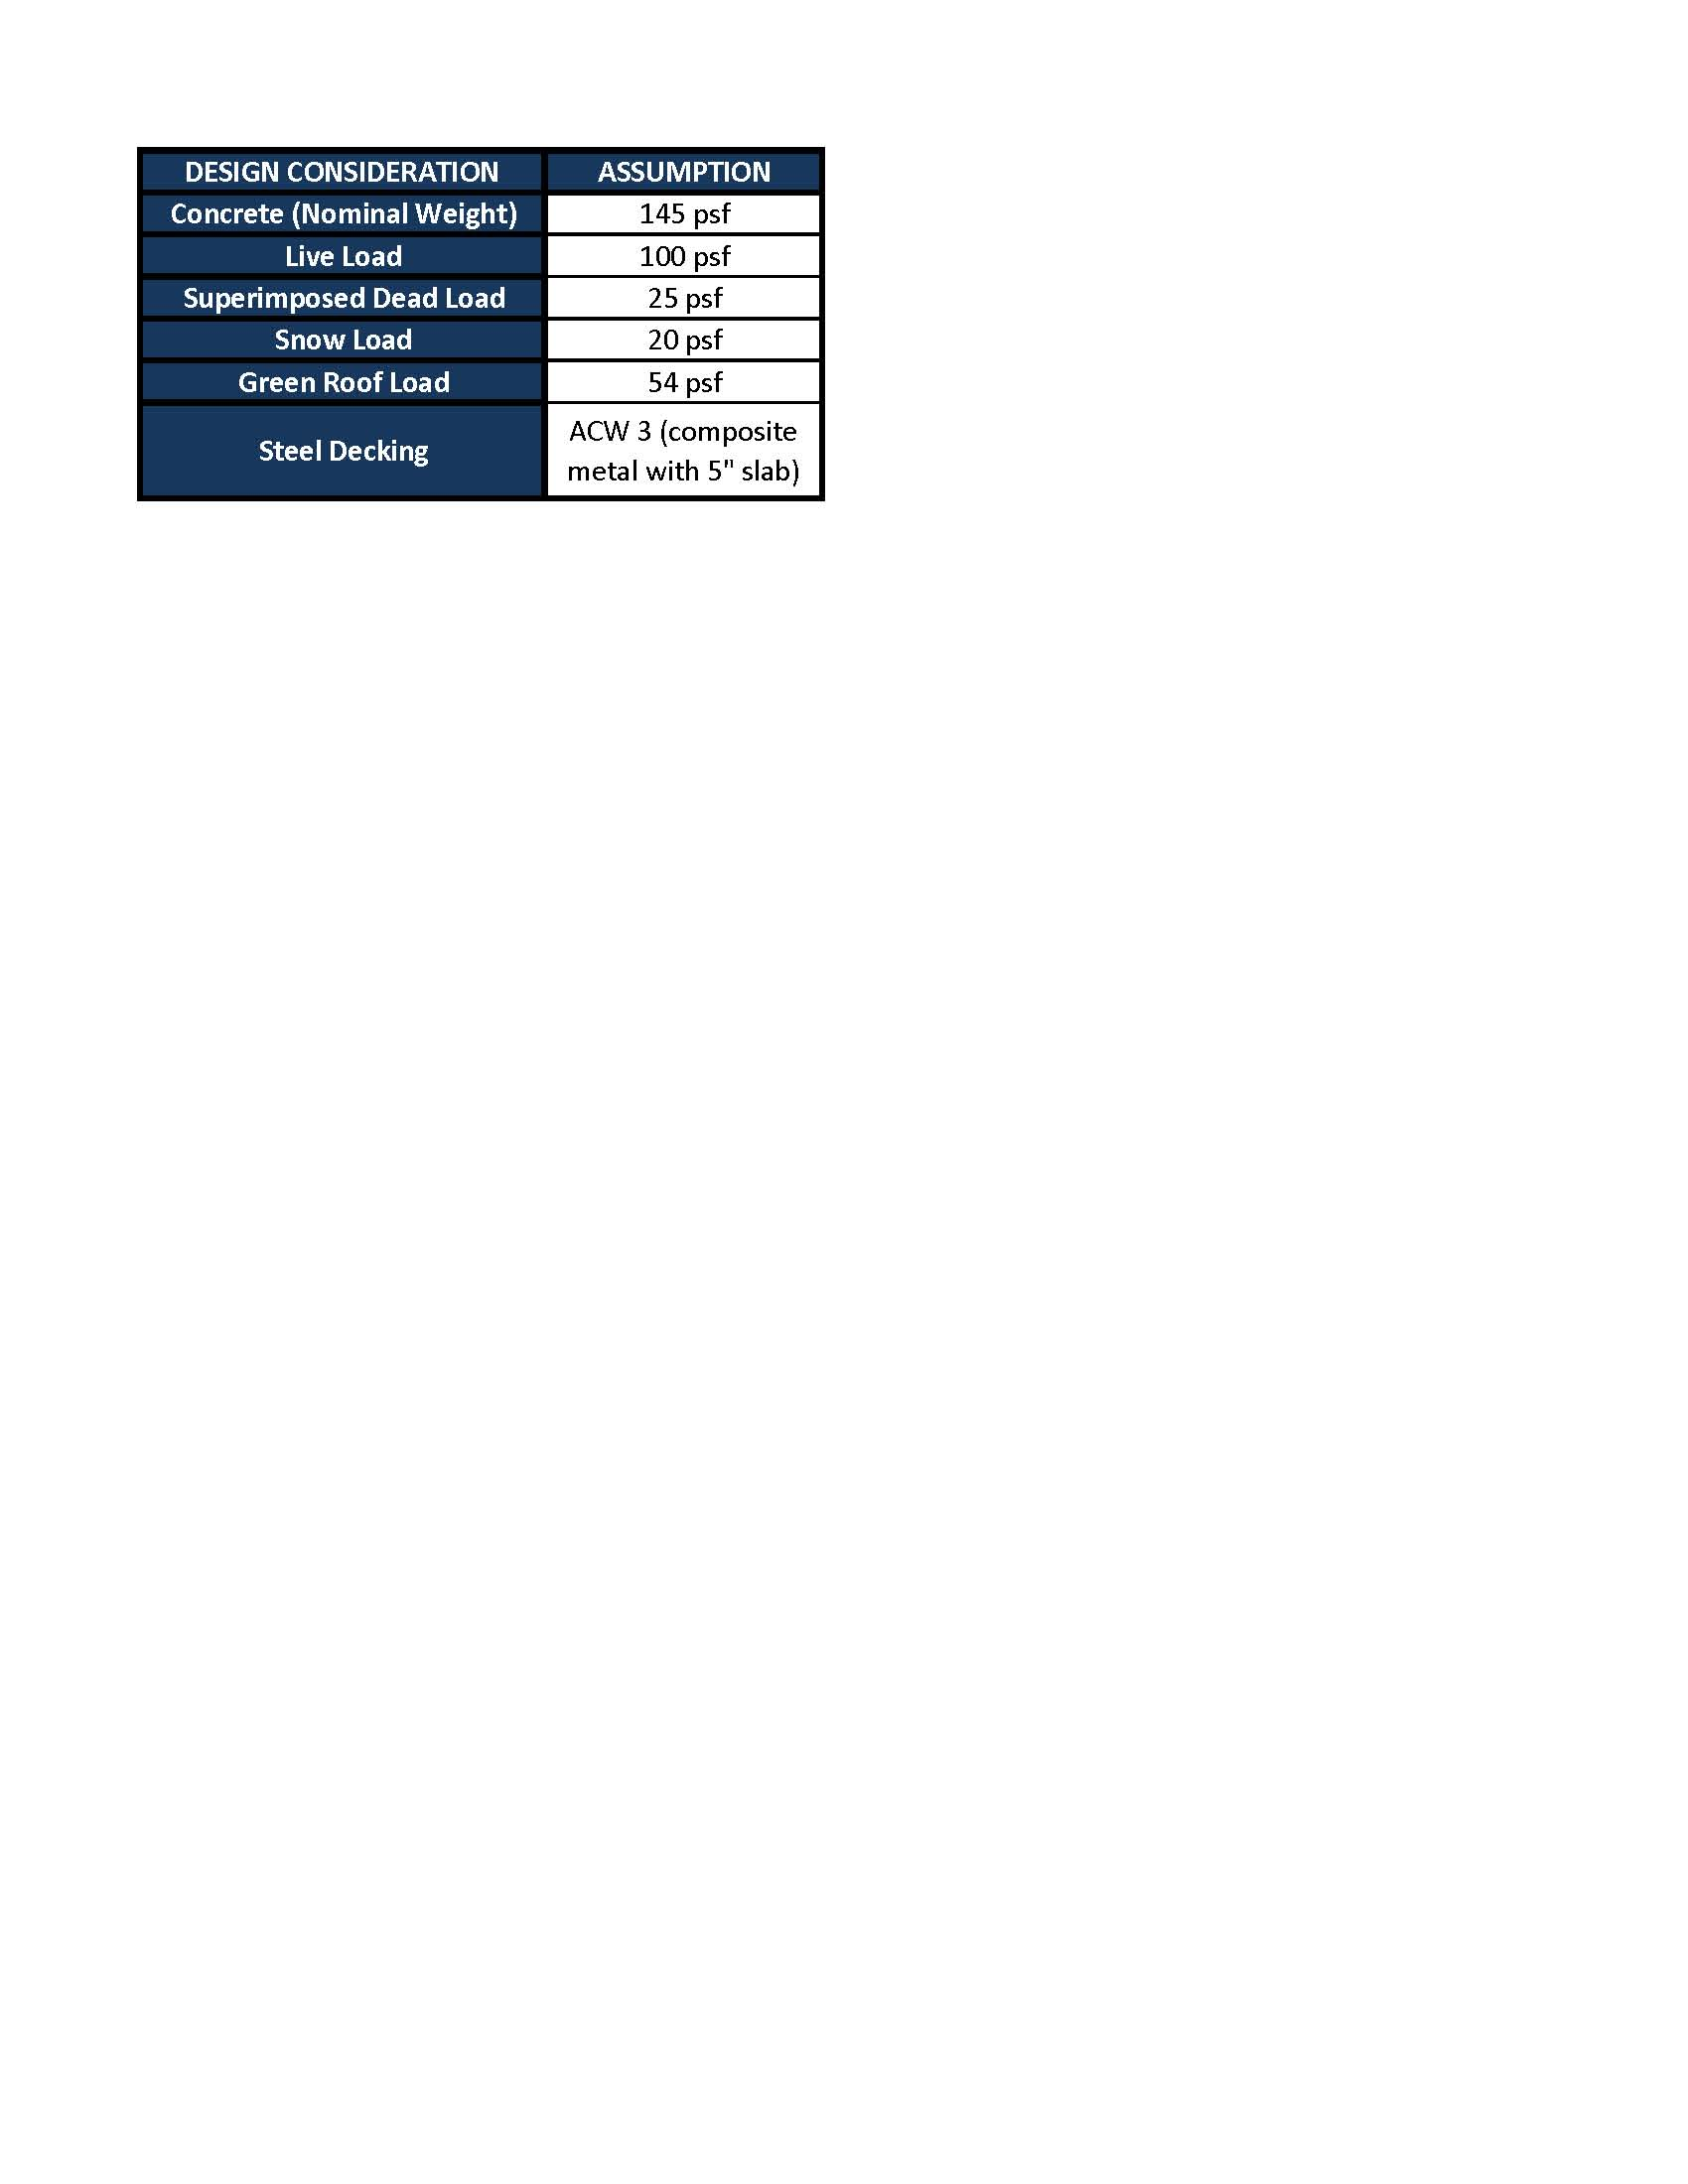 DESIGN CONSIDERATION ASSUMPTION
Concrete (Nominal Weight) 145 psf
Live Load 100 psf
Superimposed Dead Load 25 psf
Snow Load 20 psf
Green Roof Load 54 psf
Steel Decking ACW 3 (composite
metal with 5" slab)